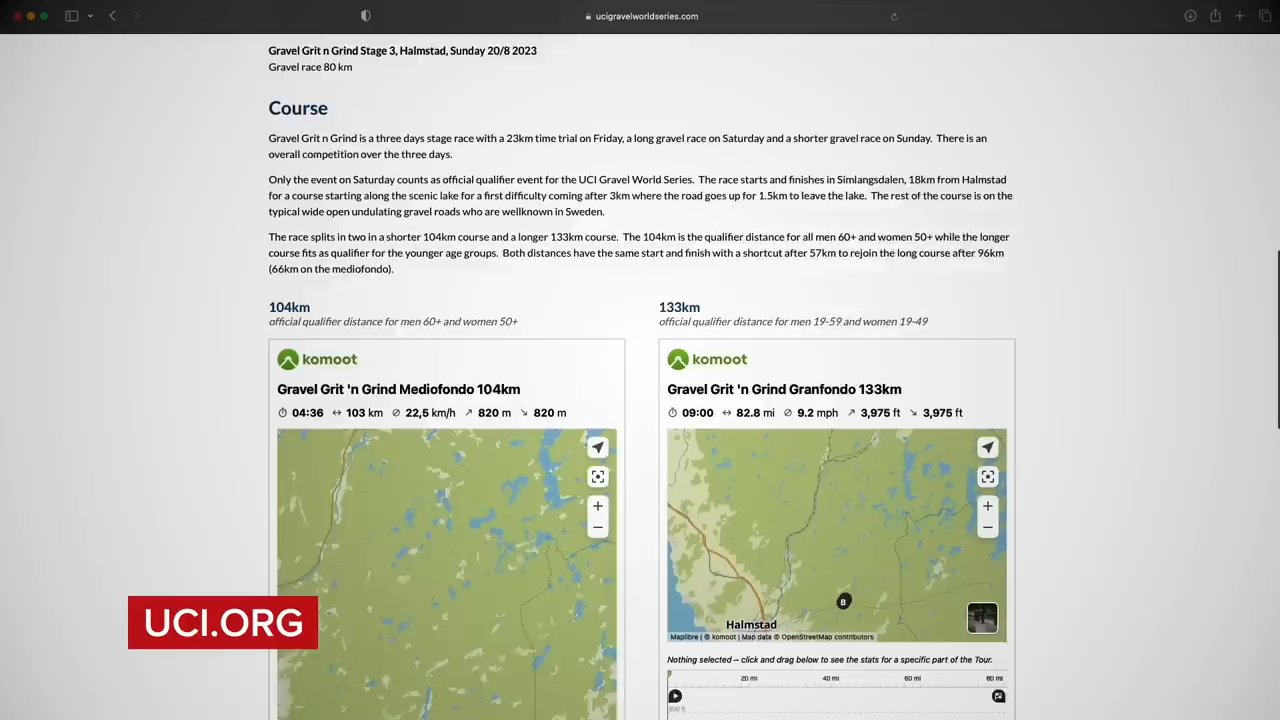 ucigravelworldseries.com
Gravel Grit n Grind Stage 3, Halmstad, Sunday 20/8 2023
Gravel race 80 km
Course
Gravel Grit n Grind is a three days stage race with a 23km time trial on Friday, a long gravel race on Saturday and a shorter gravel race on Sunday. There is an
overall competition over the three days.
Only the event on Saturday counts as official qualifier event for the UCI Gravel World Series. The race starts and finishes in Simlangsdalen, 18km from Halmstad
for a course starting along the scenic lake for a first difficulty coming after 3km where the road goes up for 1.5km to leave the lake. The rest of the course is on the
typical wide open undulating gravel roads who are wellknown in Sweden.
The race splits in two in a shorter 104km course and a longer 133km course. The 104km is the qualifier distance for all men 60+ and women 50+ while the longer
course fits as qualifier for the younger age groups. Both distances have the same start and finish with a shortcut after 57km to rejoin the long course after 96km
(66km on the mediofondo).
104km
official qualifier distance for men 60+ and women 50+
komoot
Gravel Grit 'n Grind Mediofondo 104km
04:36 103 km 22,5 km/h 820 m 820 m
133km
official qualifier distance for men 19-59 and women 19-49
komoot
Gravel Grit 'n Grind Granfondo 133km
09:00 82.8 mi 9.2 mph 3,975 ft 3,975 ft
B
Halmstad
Maplibre | © komoot | Map data © OpenStreetMap contributors
Nothing selected – click and drag below to see the stats for a specific part of the Tour.
20 mi 40 mi 60 mi 80 mi
UCI.ORG